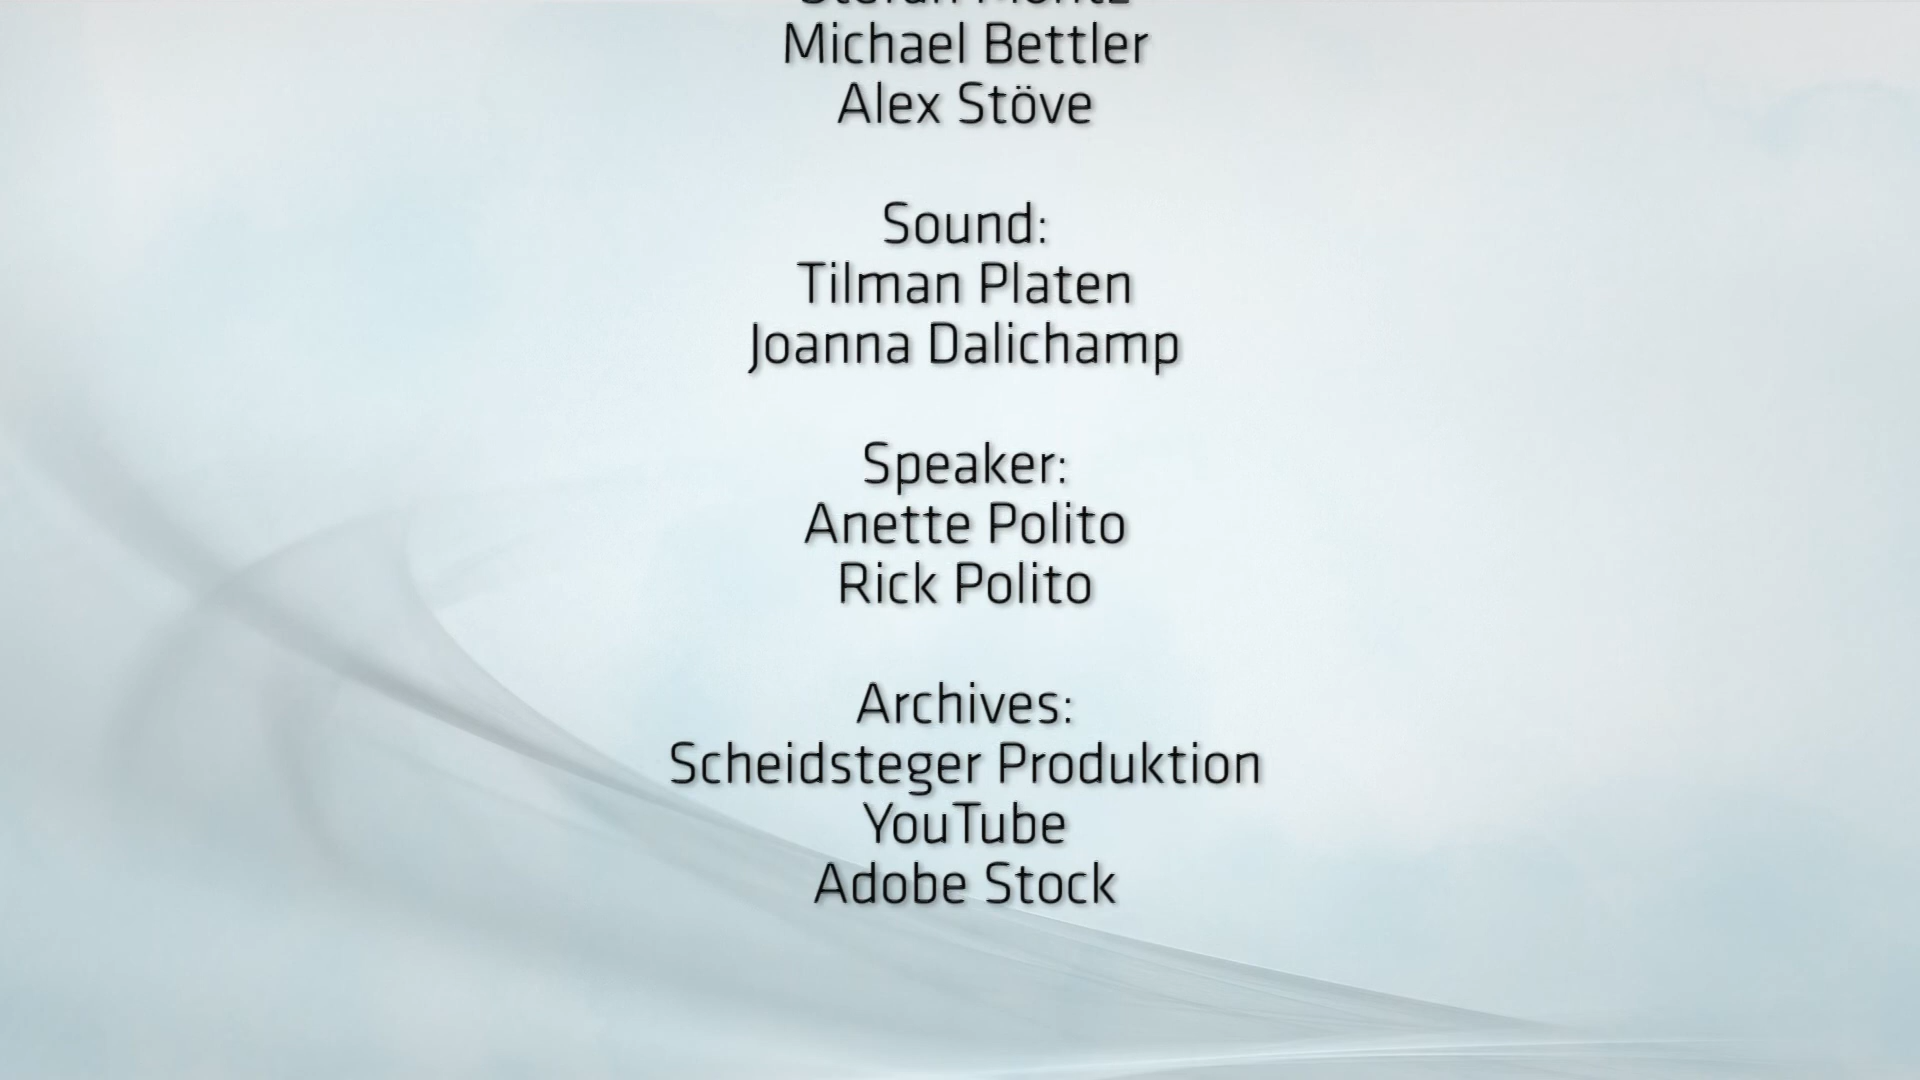 Michael Bettler
Alex Stöve
Sound:
Tilman Platen
Joanna Dalichamp
Speaker:
Anette Polito
Rick Polito
Archives:
Scheidsteger Produktion
YouTube
Adobe Stock